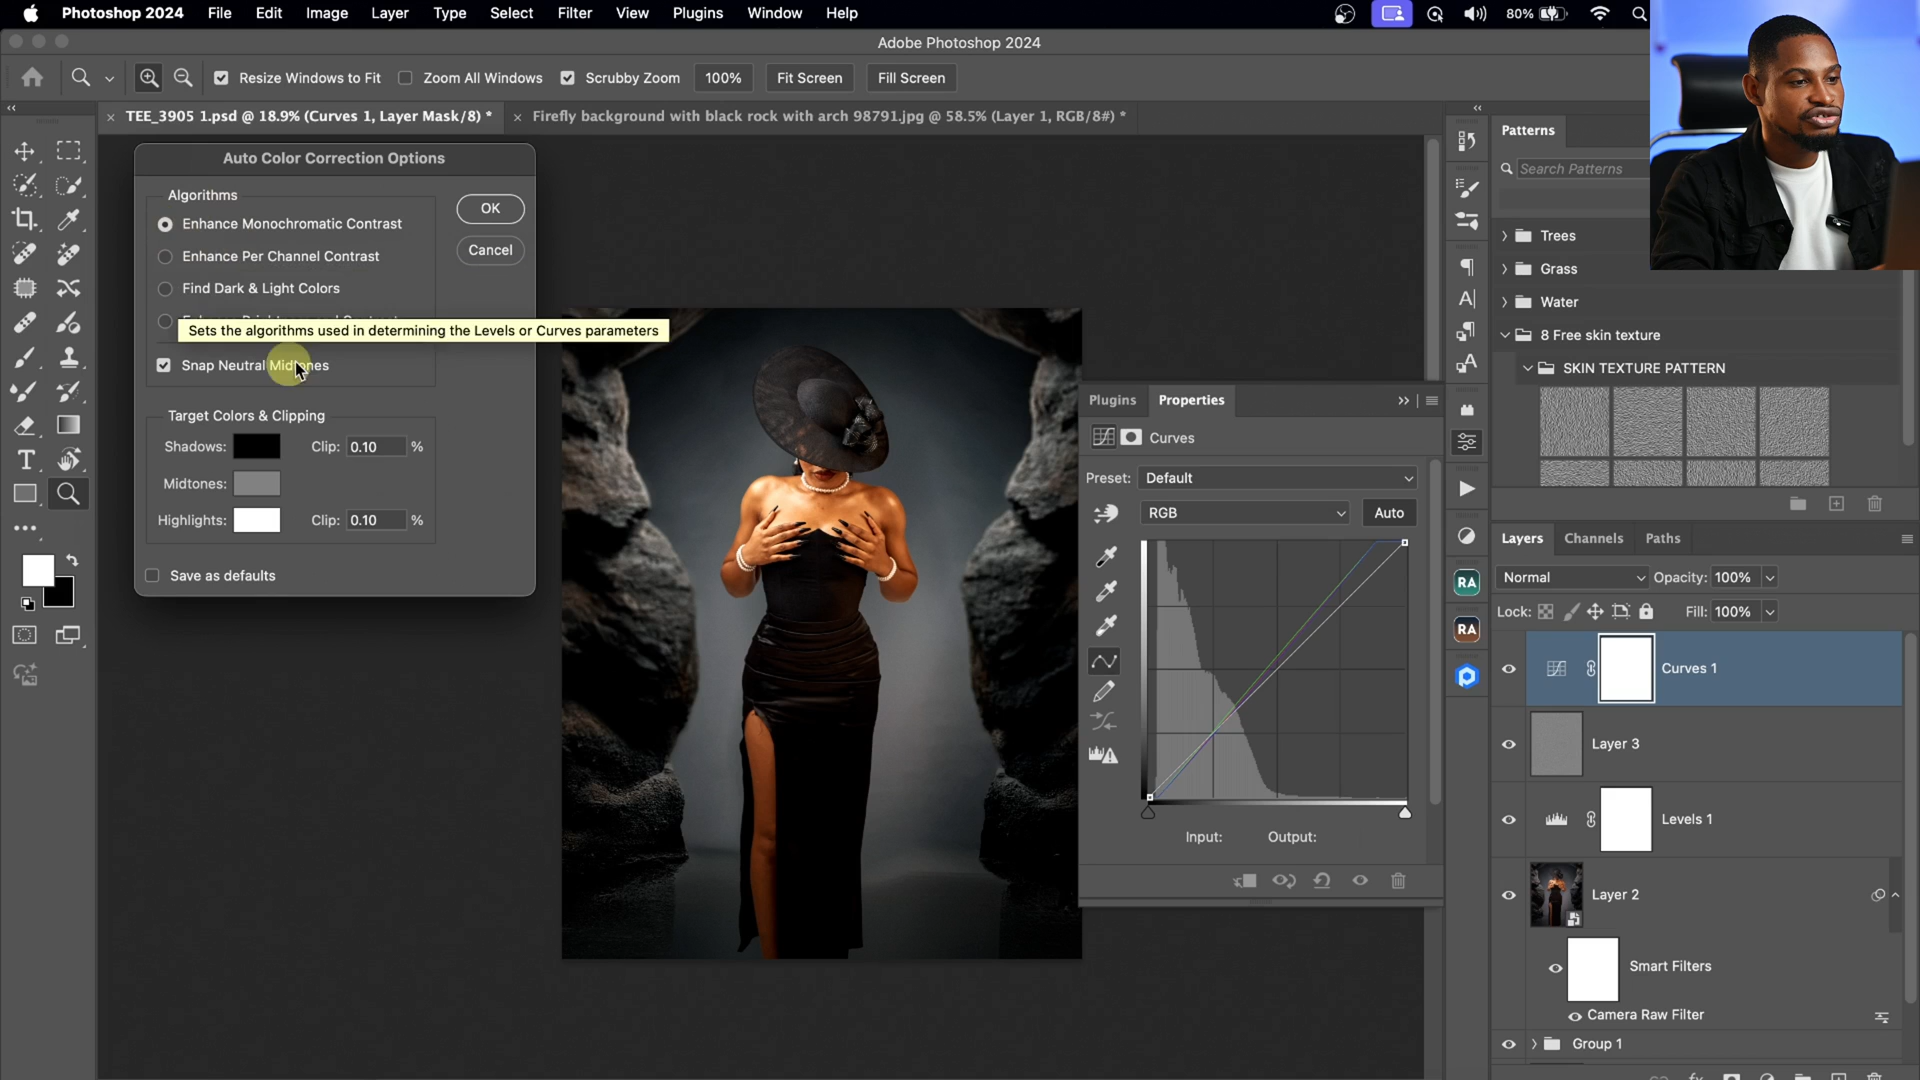 Photoshop 2024 File Edit Image Layer Type Select Filter View Plugins Window Help 80%
Adobe Photoshop 2024
Resize Windows to Fit Zoom All Windows Scrubby Zoom 100% Fit Screen Fill Screen
TEE_3905 1.psd @ 18.9% (Curves 1, Layer Mask/8) *
Firefly background with black rock with arch 98791.jpg @ 58.5% (Layer 1, RGB/8#) *
Auto Color Correction Options
Algorithms
Enhance Monochromatic Contrast
Enhance Per Channel Contrast
Find Dark & Light Colors
Sets the algorithms used in determining the Levels or Curves parameters
Snap Neutral Midtones
OK
Cancel
Target Colors & Clipping
Shadows: Clip: 0.10 %
Midtones:
Highlights: Clip: 0.10 %
Save as defaults
Plugins Properties
Curves
Preset: Default
RGB Auto
Input: Output:
Patterns
Search Patterns
Trees
Grass
Water
8 Free skin texture
SKIN TEXTURE PATTERN
RA
RA
Layers Channels Paths
Normal Opacity: 100%
Lock: Fill: 100%
Curves 1
Layer 3
Levels 1
Layer 2
Smart Filters
Camera Raw Filter
Group 1